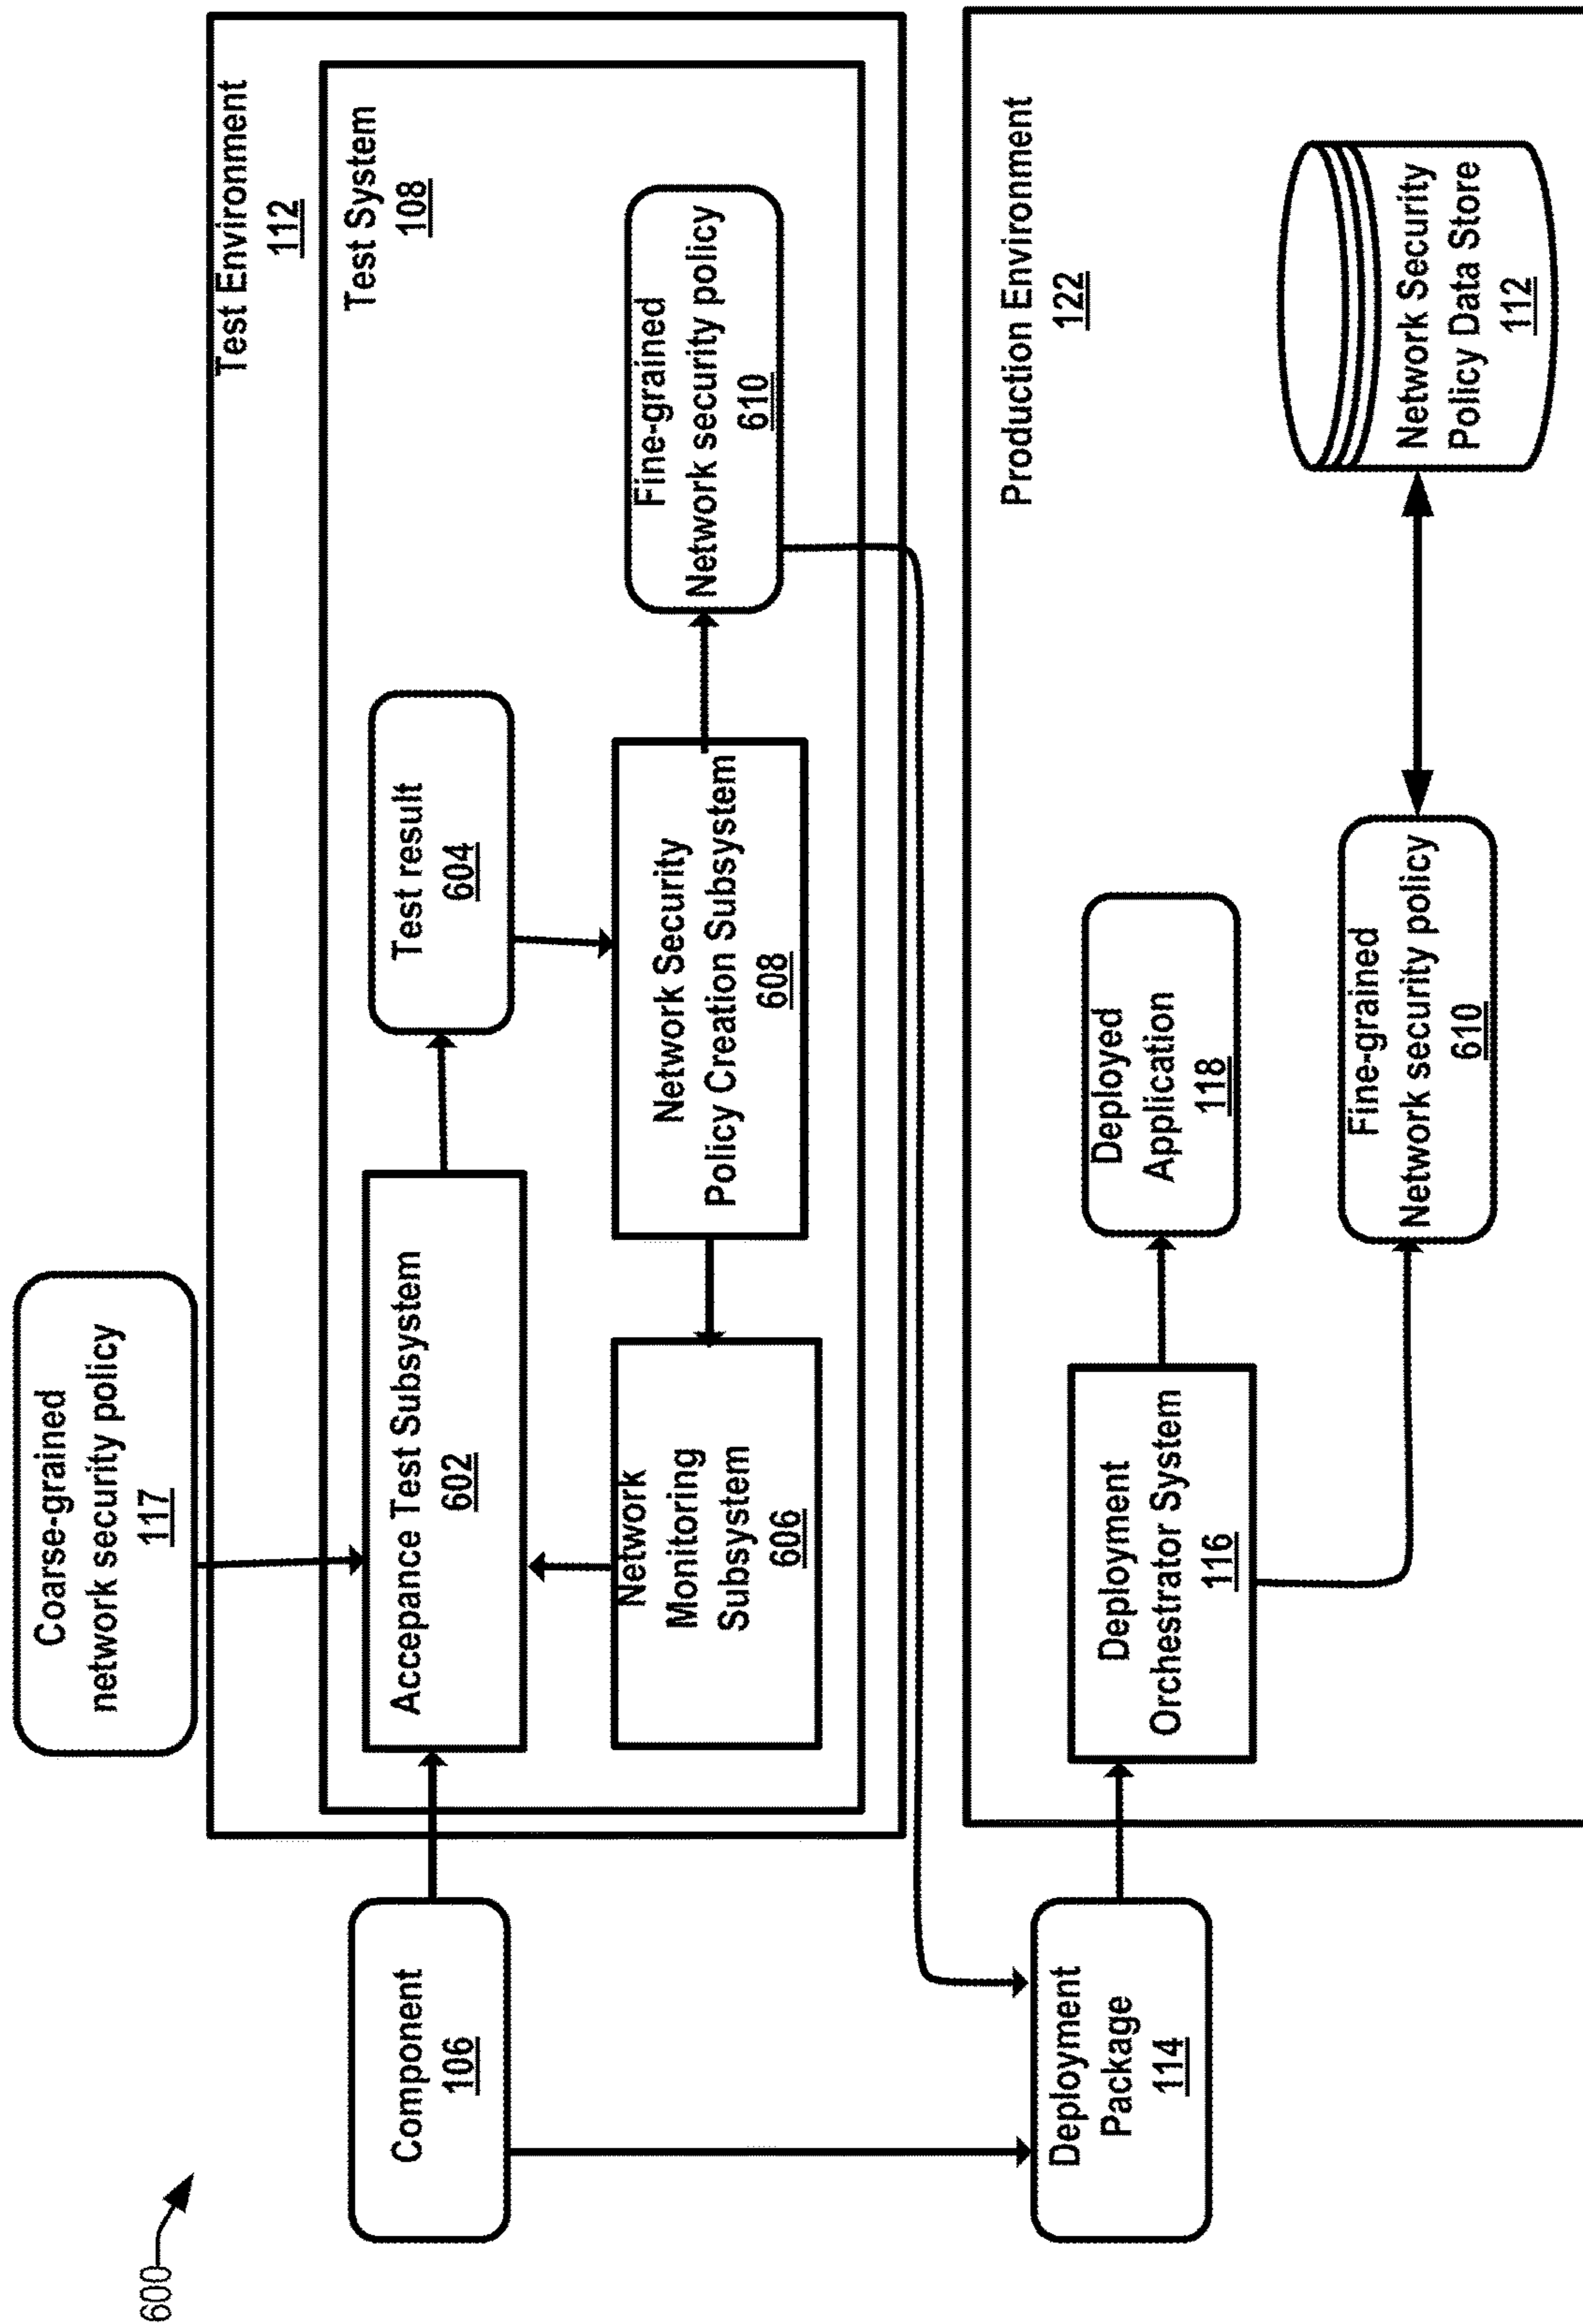 600
Coarse-grained
network security policy
117
Test Environment
112
Test System
108
Component
106
Accepance Test Subsystem
602
Test result
604
Network
Monitoring
Subsystem
606
Network Security
Policy Creation Subsystem
608
Fine-grained
Network security policy
610
Production Environment
122
Deployment
Package
114
Deployment
Orchestrator System
116
Deployed
Application
118
Fine-grained
Network security policy
610
Network Security
Policy Data Store
112